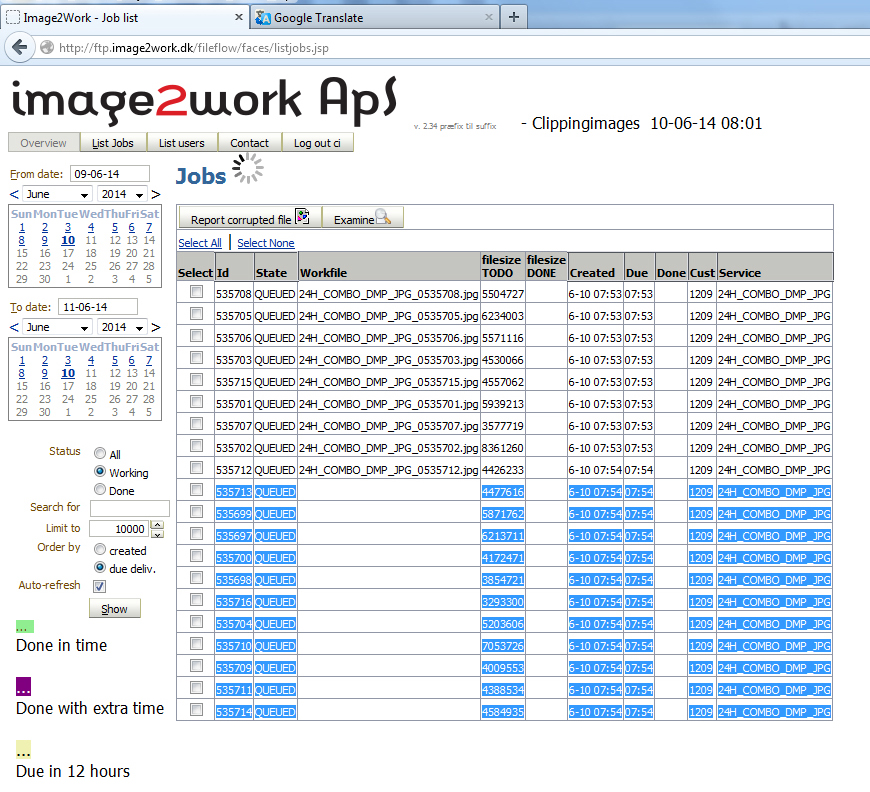 Image2Work - Job list
Google Translate
http://ftp.image2work.dk/fileflow/faces/listjobs.jsp
image2work ApS
v. 2.34 præfix til suffix
- Clippingimages 10-06-14 08:01
Overview List Jobs List users Contact Log out ci
From date: 09-06-14
< June 2014 >
Sun Mon Tue Wed Thu Fri Sat
1 2 3 4 5 6 7
8 9 10 11 12 13 14
15 16 17 18 19 20 21
22 23 24 25 26 27 28
29 30 1 2 3 4 5
To date: 11-06-14
< June 2014 >
Sun Mon Tue Wed Thu Fri Sat
1 2 3 4 5 6 7
8 9 10 11 12 13 14
15 16 17 18 19 20 21
22 23 24 25 26 27 28
29 30 1 2 3 4 5
Status
All
Working
Done
Search for
Limit to 10000
Order by
created
due deliv.
Auto-refresh
Show
...
Done in time
...
Done with extra time
...
Due in 12 hours
Jobs
Report corrupted file Examine
Select All Select None
Select Id State Workfile filesize TODO filesize DONE Created Due Done Cust Service
535708 QUEUED 24H_COMBO_DMP_JPG_0535708.jpg 5504727 6-10 07:53 07:53 1209 24H_COMBO_DMP_JPG
535705 QUEUED 24H_COMBO_DMP_JPG_0535705.jpg 6234003 6-10 07:53 07:53 1209 24H_COMBO_DMP_JPG
535706 QUEUED 24H_COMBO_DMP_JPG_0535706.jpg 5571116 6-10 07:53 07:53 1209 24H_COMBO_DMP_JPG
535703 QUEUED 24H_COMBO_DMP_JPG_0535703.jpg 4530066 6-10 07:53 07:53 1209 24H_COMBO_DMP_JPG
535715 QUEUED 24H_COMBO_DMP_JPG_0535715.jpg 4557062 6-10 07:53 07:53 1209 24H_COMBO_DMP_JPG
535701 QUEUED 24H_COMBO_DMP_JPG_0535701.jpg 5939213 6-10 07:53 07:53 1209 24H_COMBO_DMP_JPG
535707 QUEUED 24H_COMBO_DMP_JPG_0535707.jpg 3577719 6-10 07:53 07:53 1209 24H_COMBO_DMP_JPG
535702 QUEUED 24H_COMBO_DMP_JPG_0535702.jpg 8361260 6-10 07:53 07:53 1209 24H_COMBO_DMP_JPG
535712 QUEUED 24H_COMBO_DMP_JPG_0535712.jpg 4426233 6-10 07:54 07:54 1209 24H_COMBO_DMP_JPG
535713 QUEUED 4477616 6-10 07:54 07:54 1209 24H_COMBO_DMP_JPG
535699 QUEUED 5871762 6-10 07:54 07:54 1209 24H_COMBO_DMP_JPG
535697 QUEUED 6213711 6-10 07:54 07:54 1209 24H_COMBO_DMP_JPG
535700 QUEUED 4172471 6-10 07:54 07:54 1209 24H_COMBO_DMP_JPG
535698 QUEUED 3854721 6-10 07:54 07:54 1209 24H_COMBO_DMP_JPG
535716 QUEUED 3293300 6-10 07:54 07:54 1209 24H_COMBO_DMP_JPG
535704 QUEUED 5203606 6-10 07:54 07:54 1209 24H_COMBO_DMP_JPG
535710 QUEUED 7053726 6-10 07:54 07:54 1209 24H_COMBO_DMP_JPG
535709 QUEUED 4009553 6-10 07:54 07:54 1209 24H_COMBO_DMP_JPG
535711 QUEUED 4388534 6-10 07:54 07:54 1209 24H_COMBO_DMP_JPG
535714 QUEUED 4584935 6-10 07:54 07:54 1209 24H_COMBO_DMP_JPG